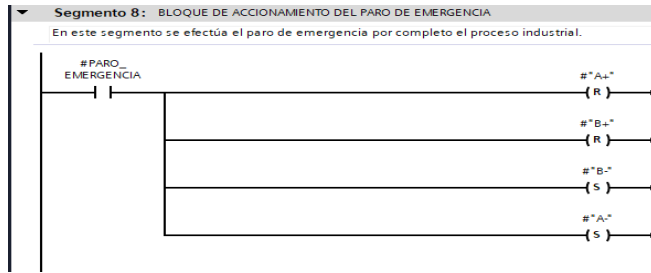 Segmento 8: BLOQUE DE ACCIONAMIENTO DEL PARO DE EMERGENCIA
En este segmento se efectúa el paro de emergencia por completo el proceso industrial.
#PARO_
EMERGENCIA
#"A+"
( R )
#"B+"
( R )
#"B-"
( S )
#"A-"
( S )